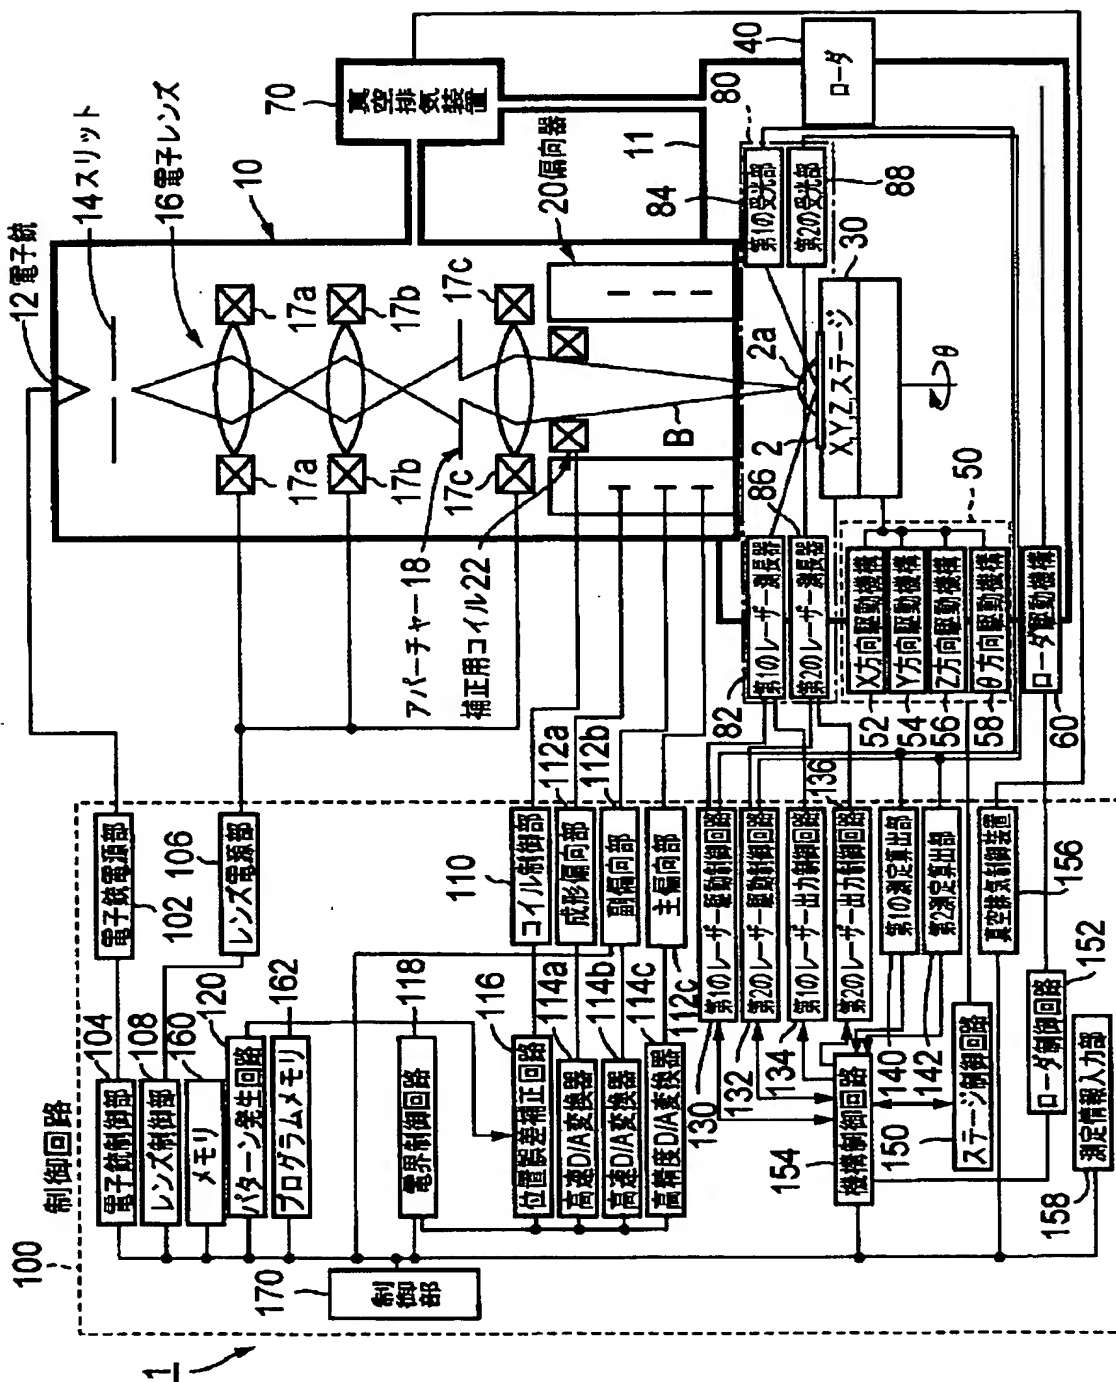 1
100
制御回路
170
制御部
104
電子銃制御部
108
レンズ制御部
160
メモリ
120
パターン発生回路
162
プログラムメモリ
118
電界制御回路
116
位置誤差補正回路
114a
高速D/A変換器
114b
高速D/A変換器
114c
高精度D/A変換器
102
電子銃電源部
106
レンズ電源部
110
コイル制御部
112a
成形偏向部
112b
副偏向部
112c
主偏向部
130
第1のレーザー駆動制御回路
132
第2のレーザー駆動制御回路
134
第1のレーザー出力制御回路
136
第2のレーザー出力制御回路
140
第1の測定算出部
142
第2測定算出部
150
ステージ制御回路
154
機構制御回路
156
真空排気制御装置
152
ローダ制御回路
158
測定情報入力部
12電子銃
14スリット
16電子レンズ
10
17a
17a
17b
17b
17c
17c
アパーチャー18
補正用コイル22
20偏向器
B
70
真空排気装置
11
80
40
ローダ
84
第1の受光部
88
第2の受光部
82
第1のレーザー測長器
86
第2のレーザー測長器
2
2a
30
X,Y,Zステージ
θ
50
52
X方向駆動機構
54
Y方向駆動機構
56
Z方向駆動機構
58
θ方向駆動機構
60
ローダ駆動機構